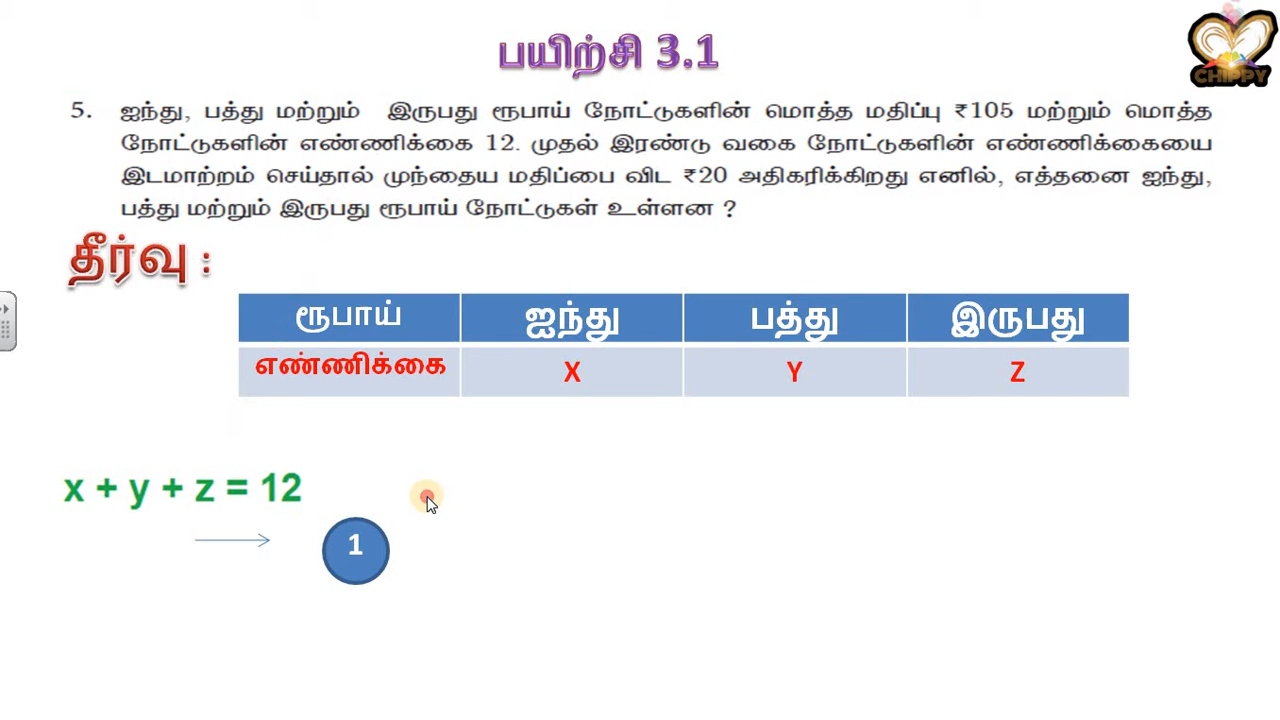 பயிற்சி 3.1
CHIPPY
5. ஐந்து, பத்து மற்றும் இருபது ரூபாய் நோட்டுகளின் மொத்த மதிப்பு ₹105 மற்றும் மொத்த
நோட்டுகளின் எண்ணிக்கை 12. முதல் இரண்டு வகை நோட்டுகளின் எண்ணிக்கையை
இடமாற்றம் செய்தால் முந்தைய மதிப்பை விட ₹20 அதிகரிக்கிறது எனில், எத்தனை ஐந்து,
பத்து மற்றும் இருபது ரூபாய் நோட்டுகள் உள்ளன ?
தீர்வு :
ரூபாய் ஐந்து பத்து இருபது
எண்ணிக்கை X Y Z
x + y + z = 12
1